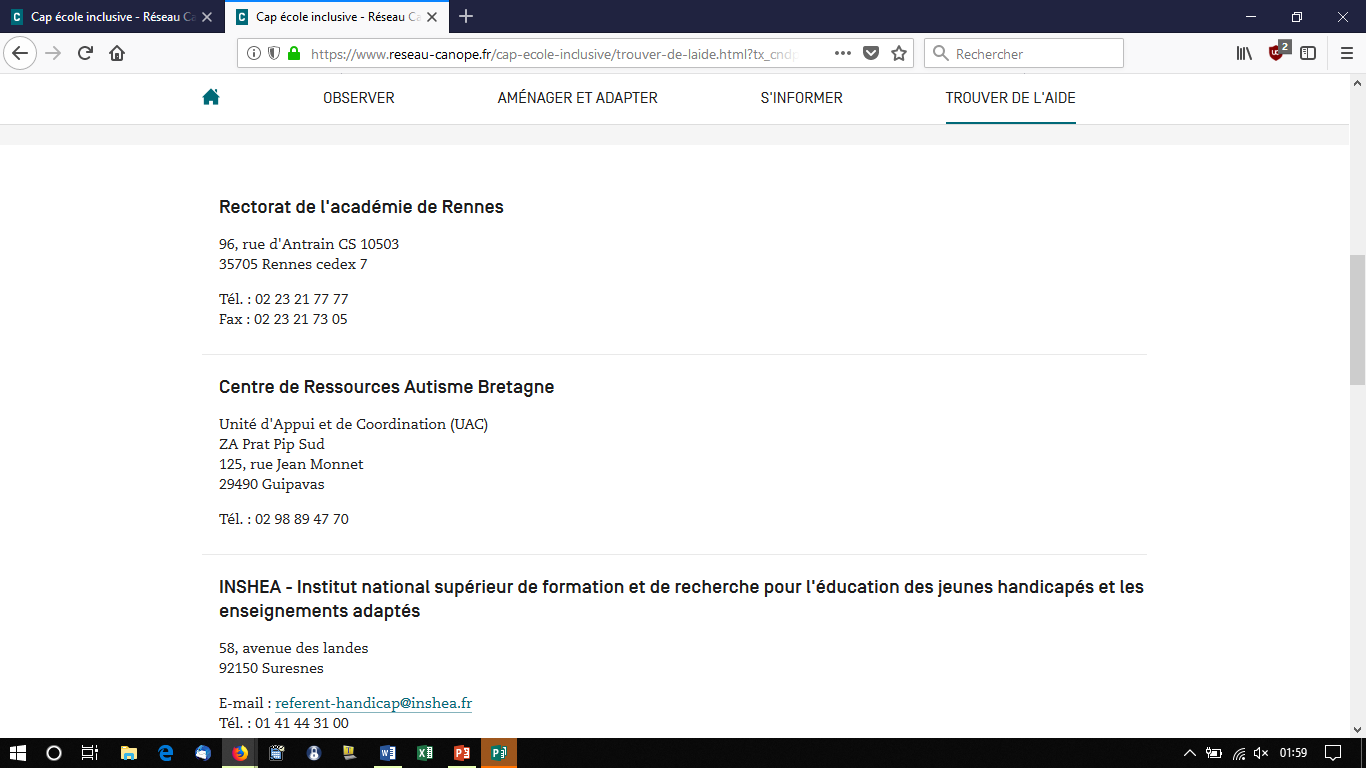 Cap école inclusive - Réseau Ca
Cap école inclusive - Réseau Ca
https://www.reseau-canope.fr/cap-ecole-inclusive/trouver-de-laide.html?tx_cndp
Rechercher
2
OBSERVER
AMÉNAGER ET ADAPTER
S'INFORMER
TROUVER DE L'AIDE
Rectorat de l'académie de Rennes
96, rue d'Antrain CS 10503
35705 Rennes cedex 7
Tél. : 02 23 21 77 77
Fax : 02 23 21 73 05
Centre de Ressources Autisme Bretagne
Unité d'Appui et de Coordination (UAC)
ZA Prat Pip Sud
125, rue Jean Monnet
29490 Guipavas
Tél. : 02 98 89 47 70
INSHEA - Institut national supérieur de formation et de recherche pour l'éducation des jeunes handicapés et les
enseignements adaptés
58, avenue des landes
92150 Suresnes
E-mail : referent-handicap@inshea.fr
Tél. : 01 41 44 31 00
01:59